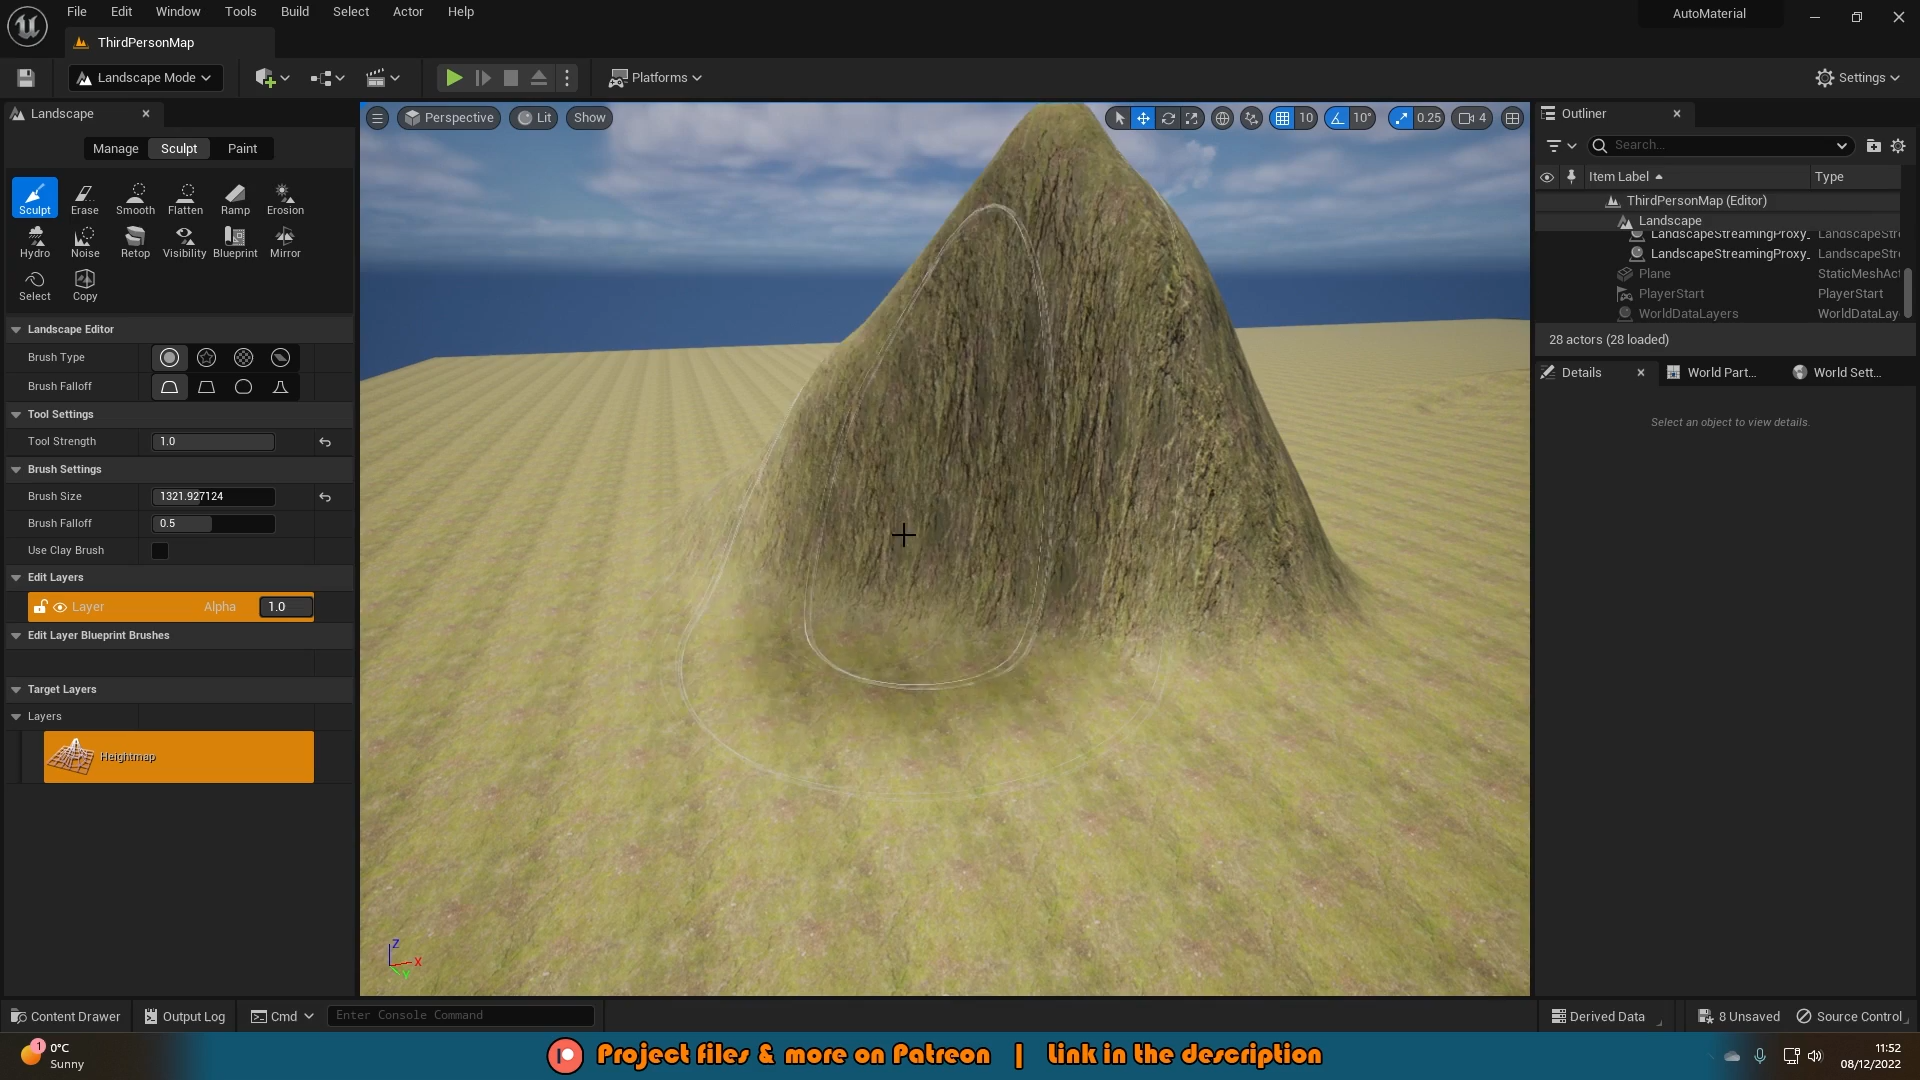 File Edit Window Tools Build Select Actor Help
AutoMaterial
ThirdPersonMap
Landscape Mode
Platforms
Settings
Landscape
Manage Sculpt Paint
Sculpt Erase Smooth Flatten Ramp Erosion
Hydro Noise Retop Visibility Blueprint Mirror
Select Copy
Landscape Editor
Brush Type
Brush Falloff
Tool Settings
Tool Strength 1.0
Brush Settings
Brush Size 1321.927124
Brush Falloff 0.5
Use Clay Brush
Edit Layers
Layer Alpha 1.0
Edit Layer Blueprint Brushes
Target Layers
Layers
Heightmap
Perspective Lit Show
10 10° 0.25 4
Z
X
Y
Outliner
Search...
Item Label Type
ThirdPersonMap (Editor)
Landscape
LandscapeStreamingProxy_ LandscapeStre
LandscapeStreamingProxy_ LandscapeStre
Plane StaticMeshAct
PlayerStart PlayerStart
WorldDataLayers WorldDataLay
28 actors (28 loaded)
Details World Part... World Sett...
Select an object to view details.
Content Drawer Output Log Cmd Enter Console Command
Derived Data 8 Unsaved Source Control
1
0°C
Sunny
Project files & more on Patreon | Link in the description
11:52
08/12/2022